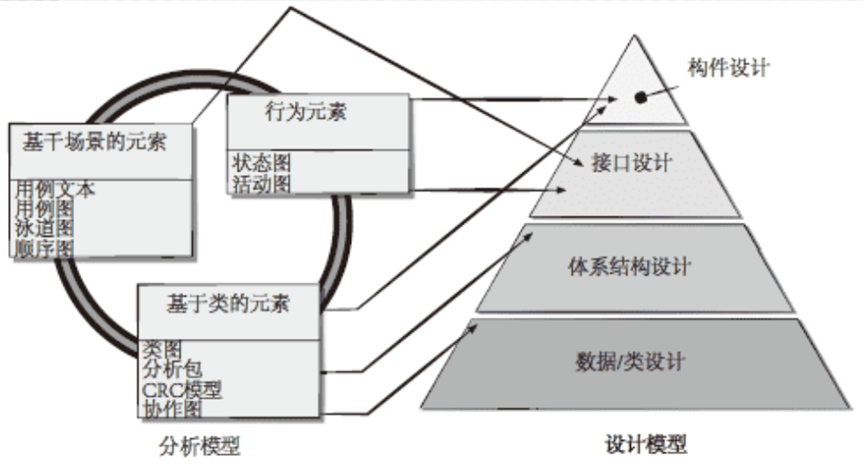 基千场景的元素
用例文本
用例图
泳道图
顺序图
行为元素
状态图
活动图
基于类的元素
类图
分析包
CRC模型
协作图
分析模型
构件设计
接口设计
体系结构设计
数据/类设计
设计模型